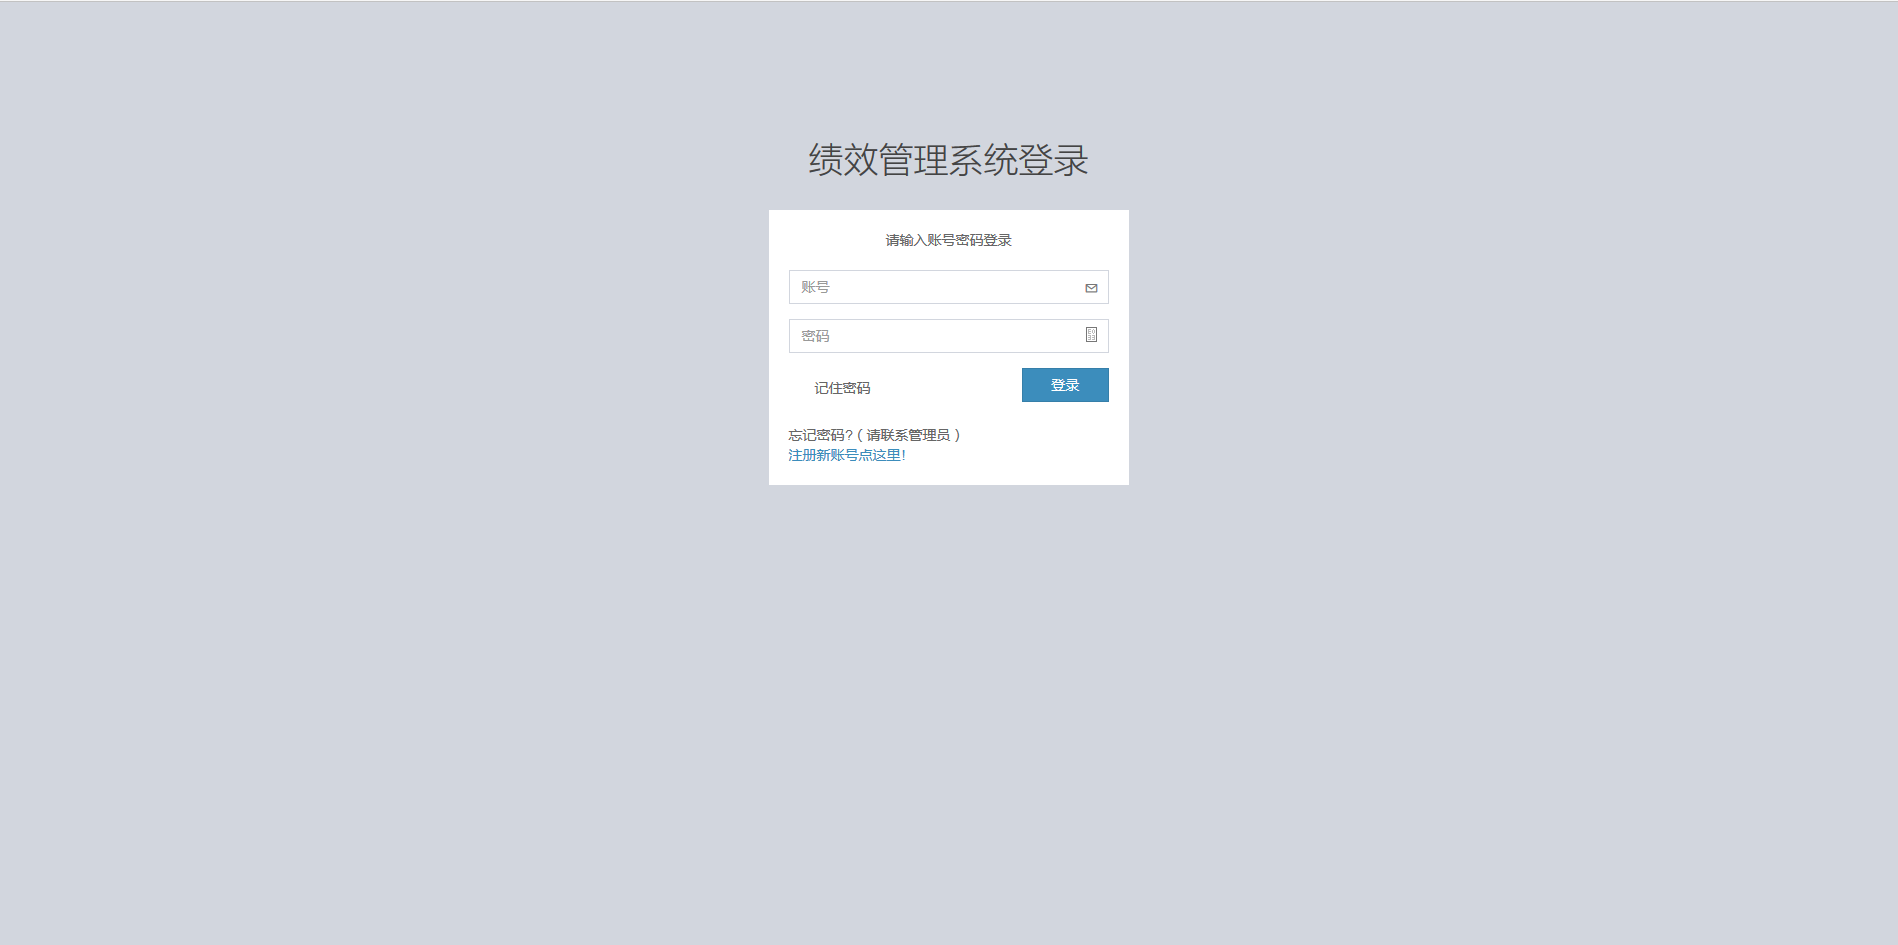 绩效管理系统登录
请输入账号密码登录
账号
密码
记住密码
登录
忘记密码?（请联系管理员）
注册新账号点这里!